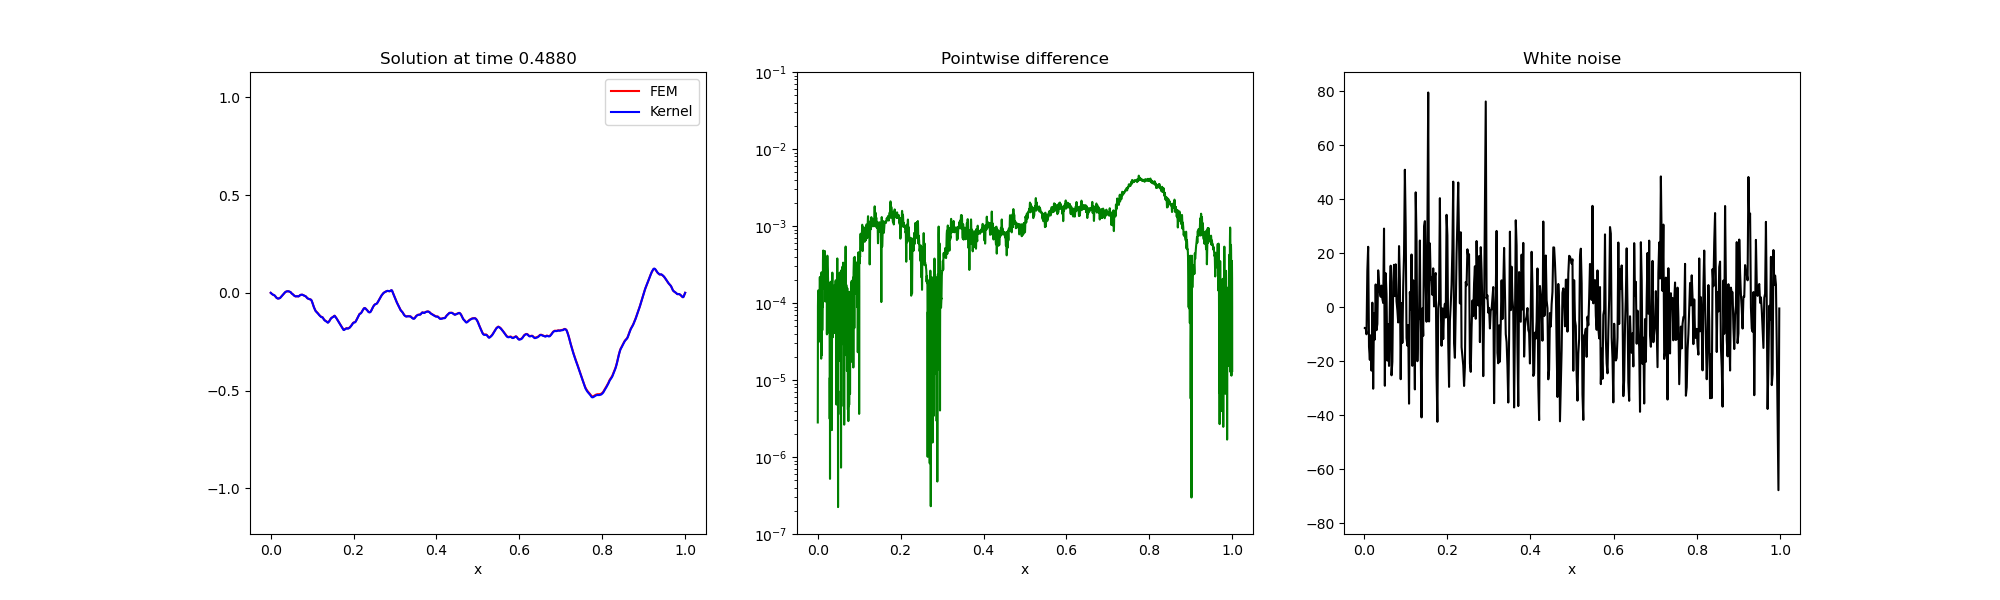 Solution at time 0.4880
1.0
0.5
0.0
−0.5
−1.0
FEM
Kernel
0.0 0.2 0.4 0.6 0.8 1.0
x
Pointwise difference
10⁻¹
10⁻²
10⁻³
10⁻⁴
10⁻⁵
10⁻⁶
10⁻⁷
0.0 0.2 0.4 0.6 0.8 1.0
x
White noise
80
60
40
20
0
−20
−40
−60
−80
0.0 0.2 0.4 0.6 0.8 1.0
x